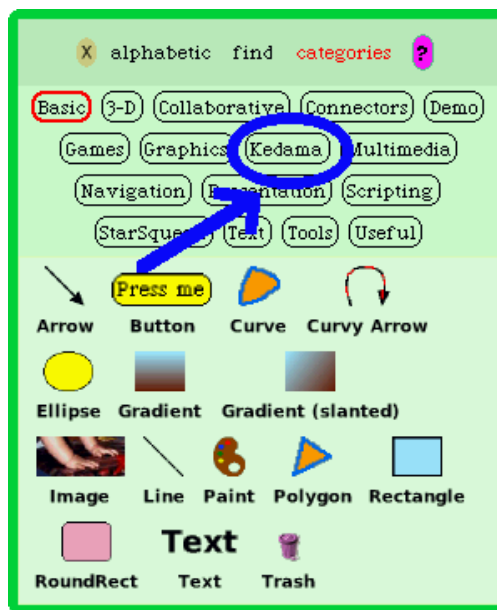 X alphabetic find categories ?
Basic 3-D Collaborative Connectors Demo
Games Graphics Kedama Multimedia
Navigation Presentation Scripting
StarSqueak Text Tools Useful
Press me
Arrow Button Curve Curvy Arrow
Ellipse Gradient Gradient (slanted)
Image Line Paint Polygon Rectangle
Text
RoundRect Text Trash